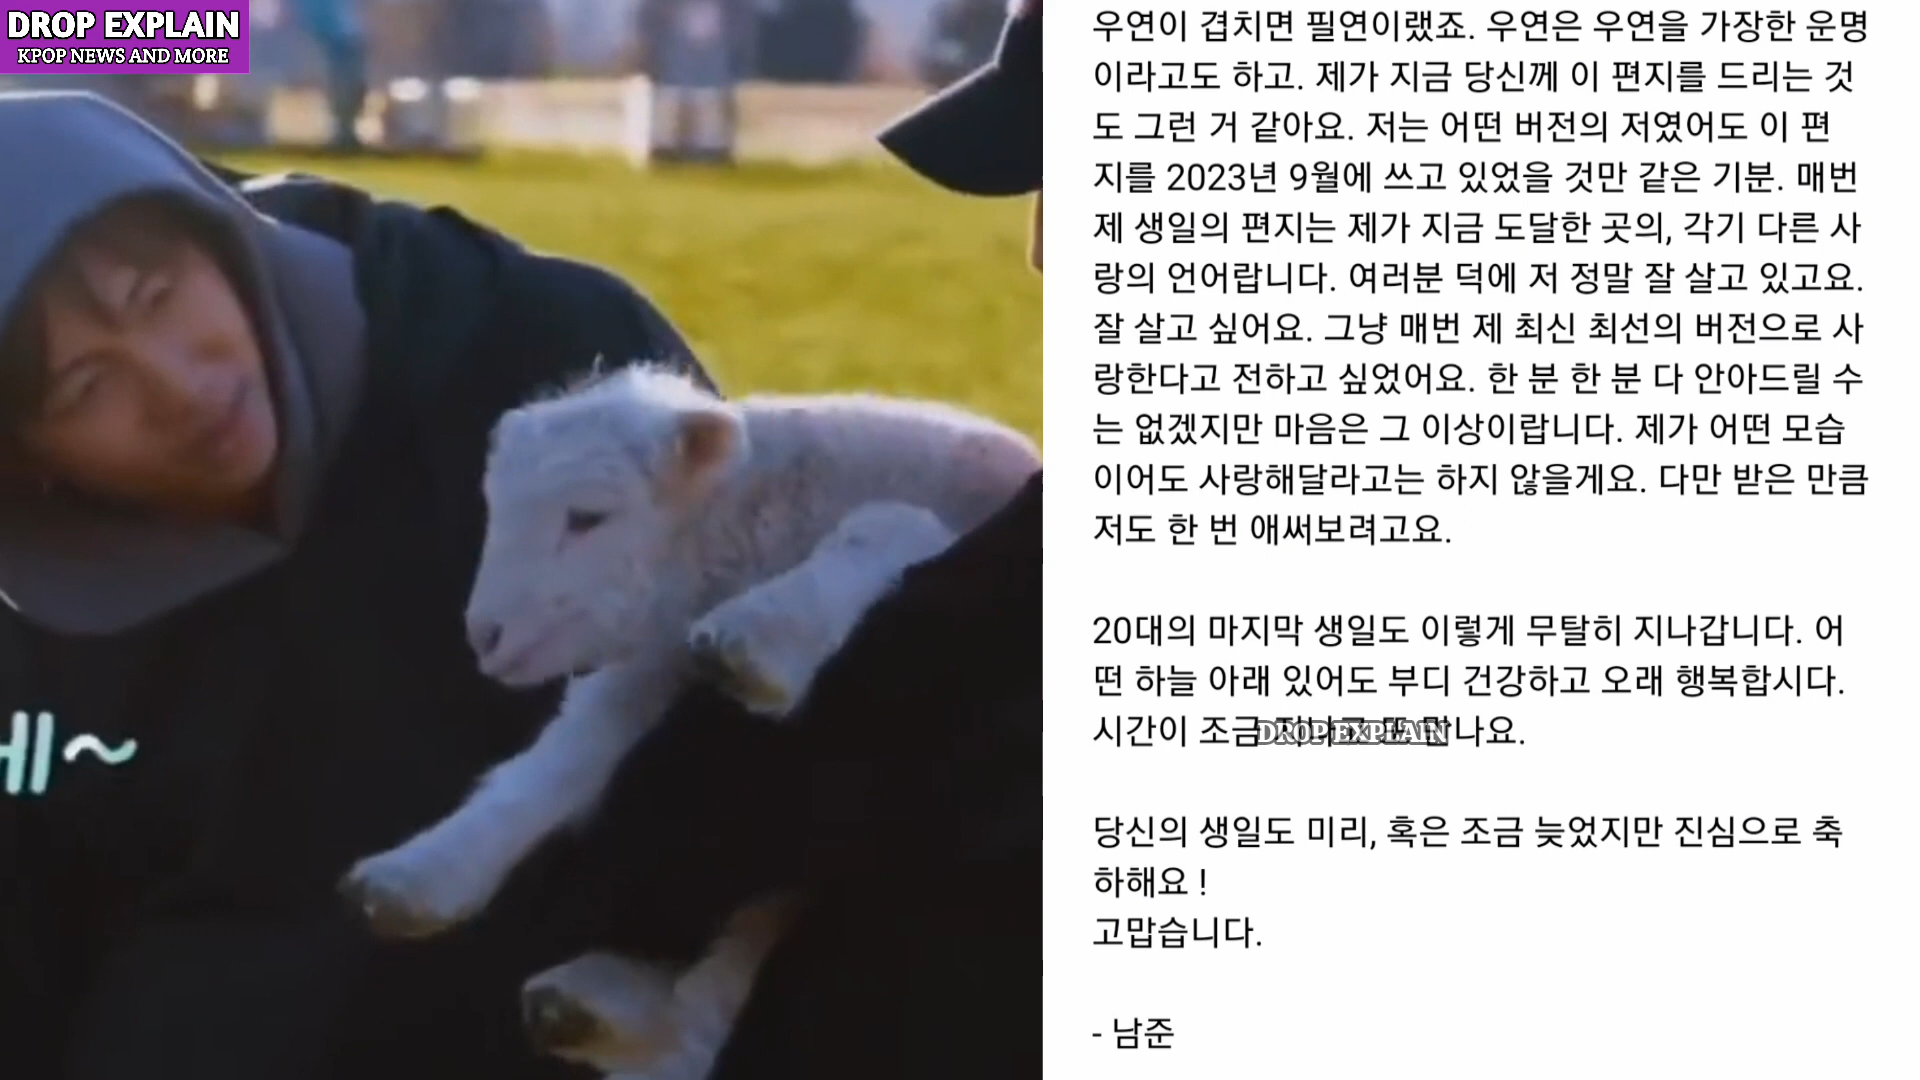 DROP EXPLAIN
KPOP NEWS AND MORE
우연이 겹치면 필연이랬죠. 우연은 우연을 가장한 운명
이라고도 하고. 제가 지금 당신께 이 편지를 드리는 것
도 그런 거 같아요. 저는 어떤 버전의 저였어도 이 편
지를 2023년 9월에 쓰고 있었을 것만 같은 기분. 매번
제 생일의 편지는 제가 지금 도달한 곳의, 각기 다른 사
랑의 언어랍니다. 여러분 덕에 저 정말 잘 살고 있고요.
잘 살고 싶어요. 그냥 매번 제 최신 최선의 버전으로 사
랑한다고 전하고 싶었어요. 한 분 한 분 다 안아드릴 수
는 없겠지만 마음은 그 이상이랍니다. 제가 어떤 모습
이어도 사랑해달라고는 하지 않을게요. 다만 받은 만큼
저도 한 번 애써보려고요.
20대의 마지막 생일도 이렇게 무탈히 지나갑니다. 어
떤 하늘 아래 있어도 부디 건강하고 오래 행복합시다.
시간이 조금 지나고 또 만나요.
DROP EXPLAIN
당신의 생일도 미리, 혹은 조금 늦었지만 진심으로 축
하해요 !
고맙습니다.
- 남준